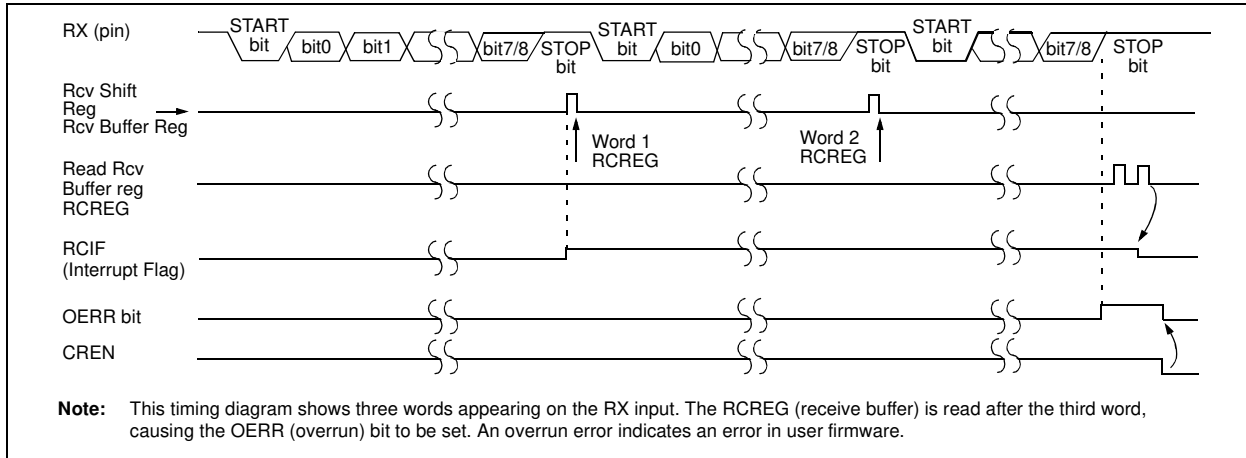 RX (pin)
START
bit
bit0
bit1
bit7/8
STOP
bit
START
bit
bit0
bit7/8
STOP
bit
START
bit
bit7/8
STOP
bit
Rcv Shift
Reg
Rcv Buffer Reg
Word 1
RCREG
Word 2
RCREG
Read Rcv
Buffer reg
RCREG
RCIF
(Interrupt Flag)
OERR bit
CREN
Note: This timing diagram shows three words appearing on the RX input. The RCREG (receive buffer) is read after the third word,
causing the OERR (overrun) bit to be set. An overrun error indicates an error in user firmware.